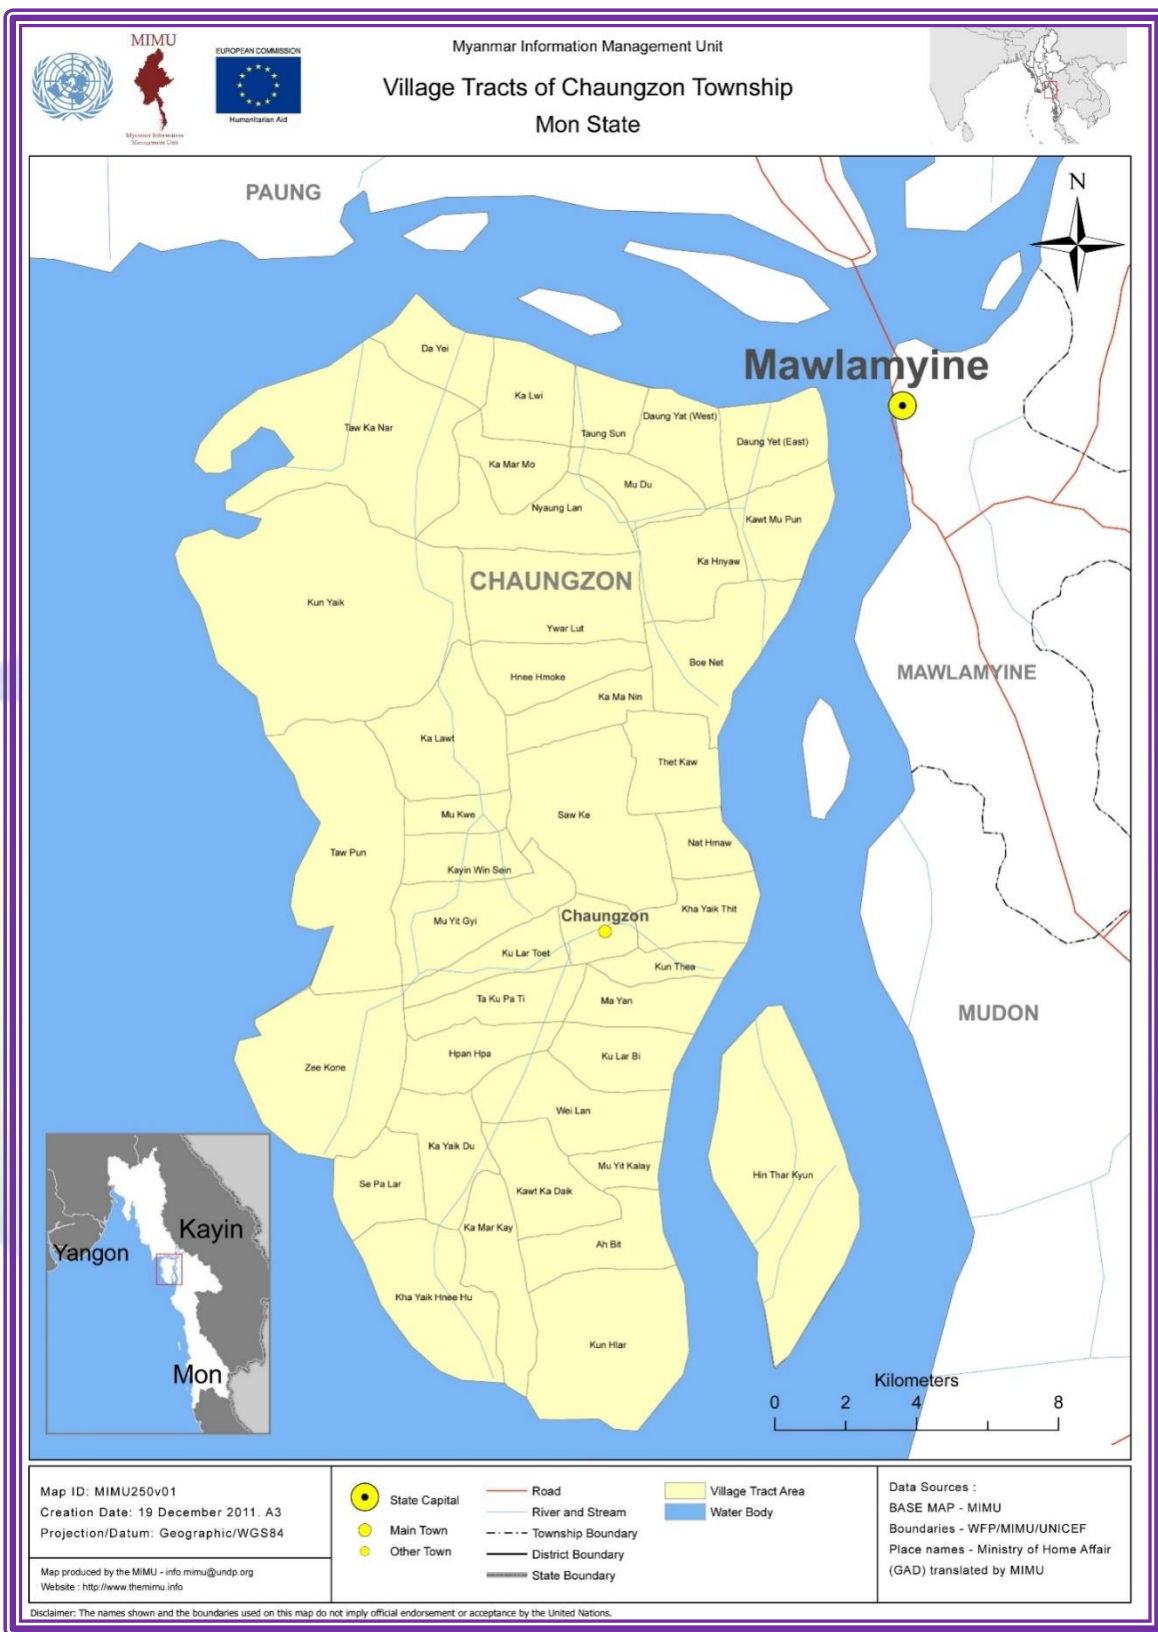 MIMU
Myanmar Information
Management Unit
EUROPEAN COMMISSION
Humanitarian Aid
Myanmar Information Management Unit
Village Tracts of Chaungzon Township
Mon State
PAUNG
N
Mawlamyine
Da Yei
Ka Lwi
Taw Ka Nar
Taung Sun
Daung Yat (West)
Daung Yet (East)
Ka Mar Mo
Mu Du
Nyaung Lan
Kawt Mu Pun
Ka Hnyaw
CHAUNGZON
Kun Yaik
Ywar Lut
Boe Net
MAWLAMYINE
Hnee Hmoke
Ka Ma Nin
Ka Lawt
Thet Kaw
Mu Kwe
Saw Ke
Nat Hmaw
Taw Pun
Kayin Win Sein
Kha Yaik Thit
Chaungzon
Mu Yit Gyi
Ku Lar Toet
Kun Thea
Ta Ku Pa Ti
Ma Yan
MUDON
Hpan Hpa
Ku Lar Bi
Zee Kone
Wei Lan
Ka Yaik Du
Mu Yit Kalay
Hin Thar Kyun
Se Pa Lar
Kawt Ka Daik
Ka Mar Kay
Ah Bit
Kha Yaik Hnee Hu
Kun Hlar
Kayin
Yangon
Mon
Kilometers
0 2 4 8
Map ID: MIMU250v01
Creation Date: 19 December 2011. A3
Projection/Datum: Geographic/WGS84
Map produced by the MIMU - info.mimu@undp.org
Website : http://www.themimu.info
State Capital
Main Town
Other Town
Road
River and Stream
Township Boundary
District Boundary
State Boundary
Village Tract Area
Water Body
Data Sources :
BASE MAP - MIMU
Boundaries - WFP/MIMU/UNICEF
Place names - Ministry of Home Affair
(GAD) translated by MIMU
Disclaimer: The names shown and the boundaries used on this map do not imply official endorsement or acceptance by the United Nations.